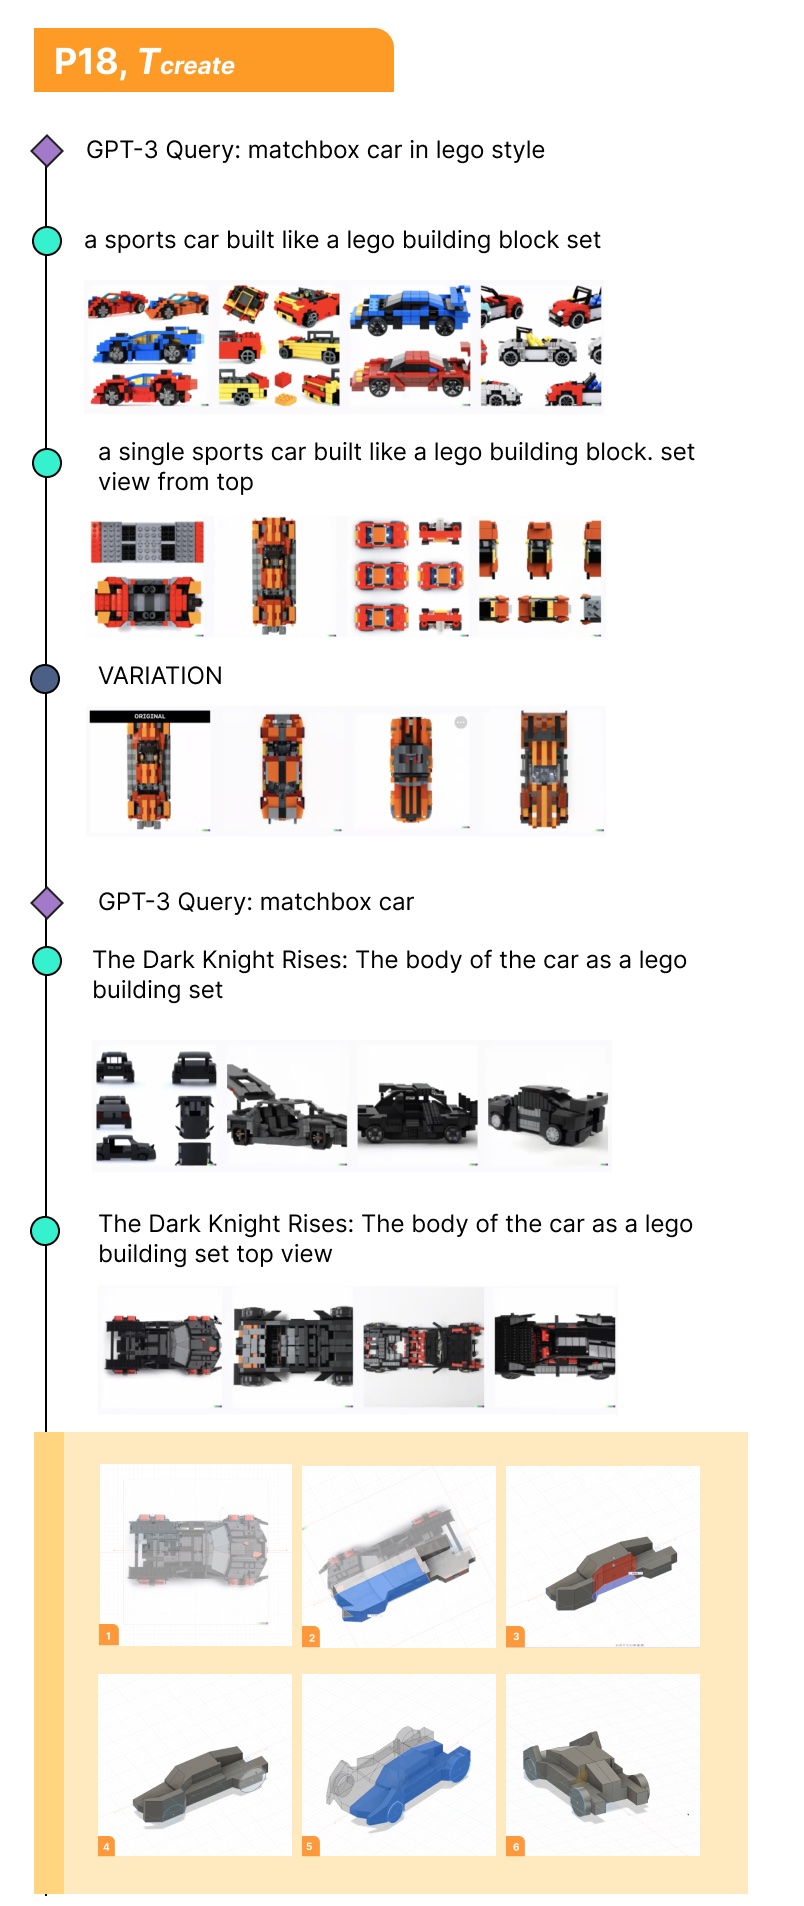 P18, Tcreate
GPT-3 Query: matchbox car in lego style
a sports car built like a lego building block set
a single sports car built like a lego building block. set
view from top
VARIATION
ORIGINAL
GPT-3 Query: matchbox car
The Dark Knight Rises: The body of the car as a lego
building set
The Dark Knight Rises: The body of the car as a lego
building set top view
1
2
3
4
5
6